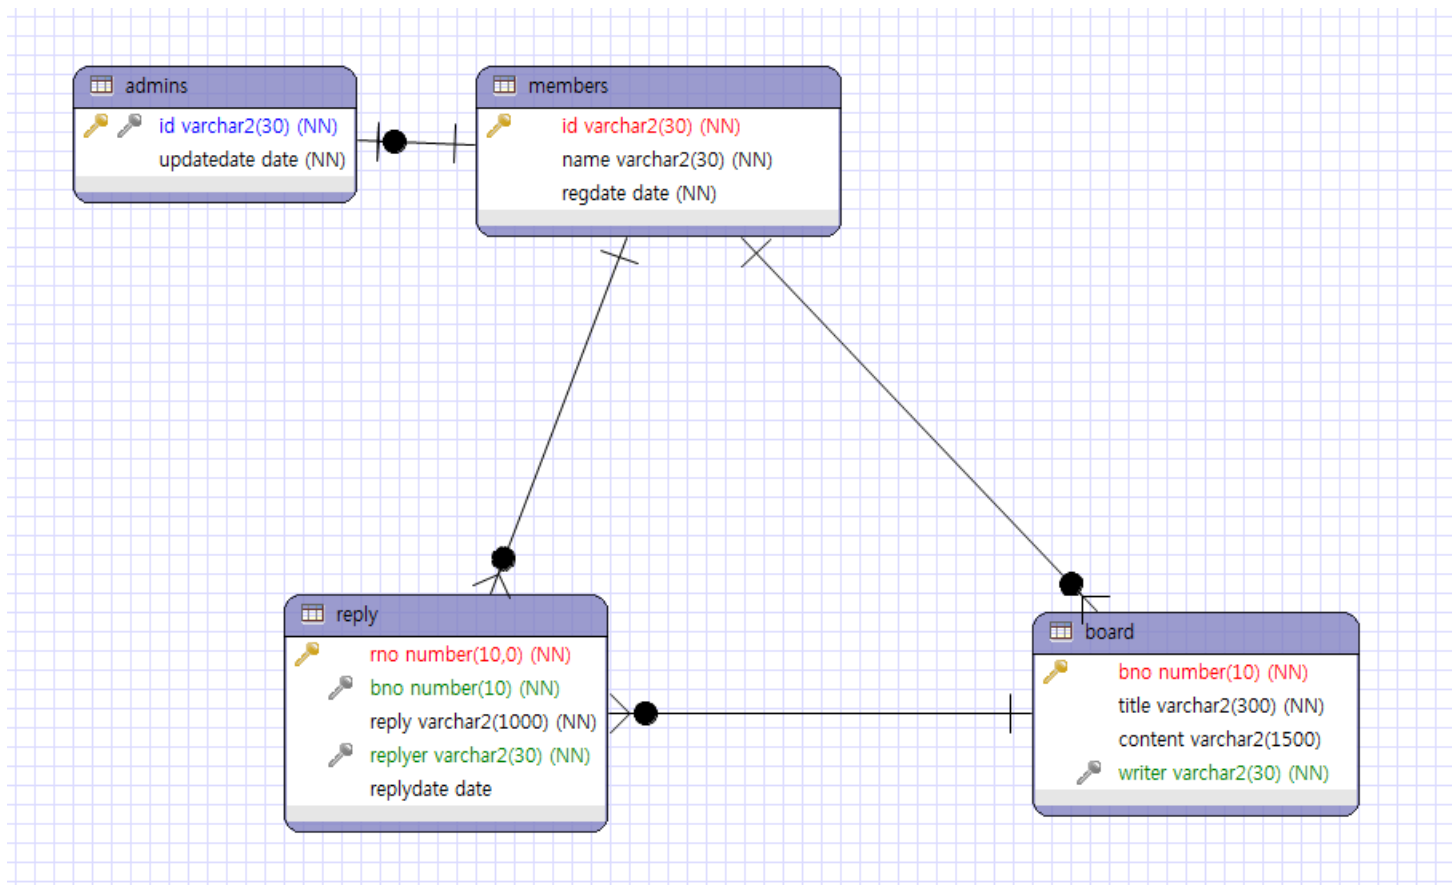 admins
id varchar2(30) (NN)
updatedate date (NN)
members
id varchar2(30) (NN)
name varchar2(30) (NN)
regdate date (NN)
reply
rno number(10,0) (NN)
bno number(10) (NN)
reply varchar2(1000) (NN)
replyer varchar2(30) (NN)
replydate date
board
bno number(10) (NN)
title varchar2(300) (NN)
content varchar2(1500)
writer varchar2(30) (NN)